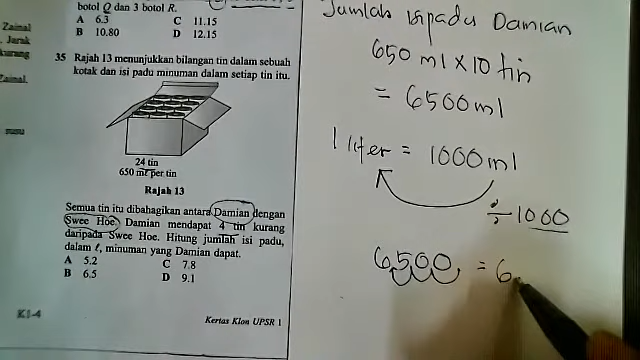 botol Q dan 3 botol R.
A 6.3 C 11.15
B 10.80 D 12.15
Zainal
Jarak
kurang
Zainal.
susu
35 Rajah 13 menunjukkan bilangan tin dalam sebuah
kotak dan isi padu minuman dalam setiap tin itu.
24 tin
650 mℓ per tin
Rajah 13
Semua tin itu dibahagikan antara Damian dengan
Swee Hoe. Damian mendapat 4 tin kurang
daripada Swee Hoe. Hitung jumlah isi padu,
dalam ℓ, minuman yang Damian dapat.
A 5.2 C 7.8
B 6.5 D 9.1
K1-4
Kertas Klon UPSR 1
Jumlah isipadu Damian
650 ml × 10 tin
= 6500 ml
1 liter = 1000 ml
÷ 1000
6500 = 6.